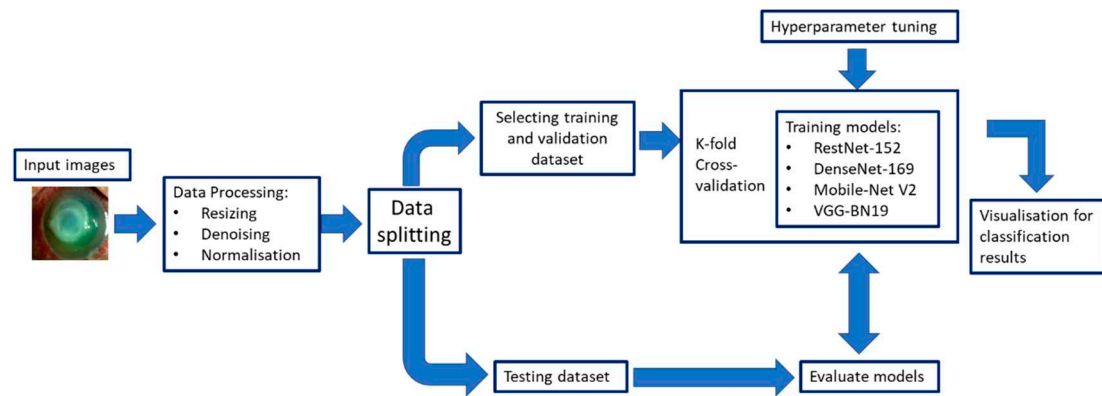 Input images
Data Processing:
• Resizing
• Denoising
• Normalisation
Data
splitting
Selecting training
and validation
dataset
Testing dataset
Hyperparameter tuning
K-fold
Cross-
validation
Training models:
• RestNet-152
• DenseNet-169
• Mobile-Net V2
• VGG-BN19
Evaluate models
Visualisation for
classification
results